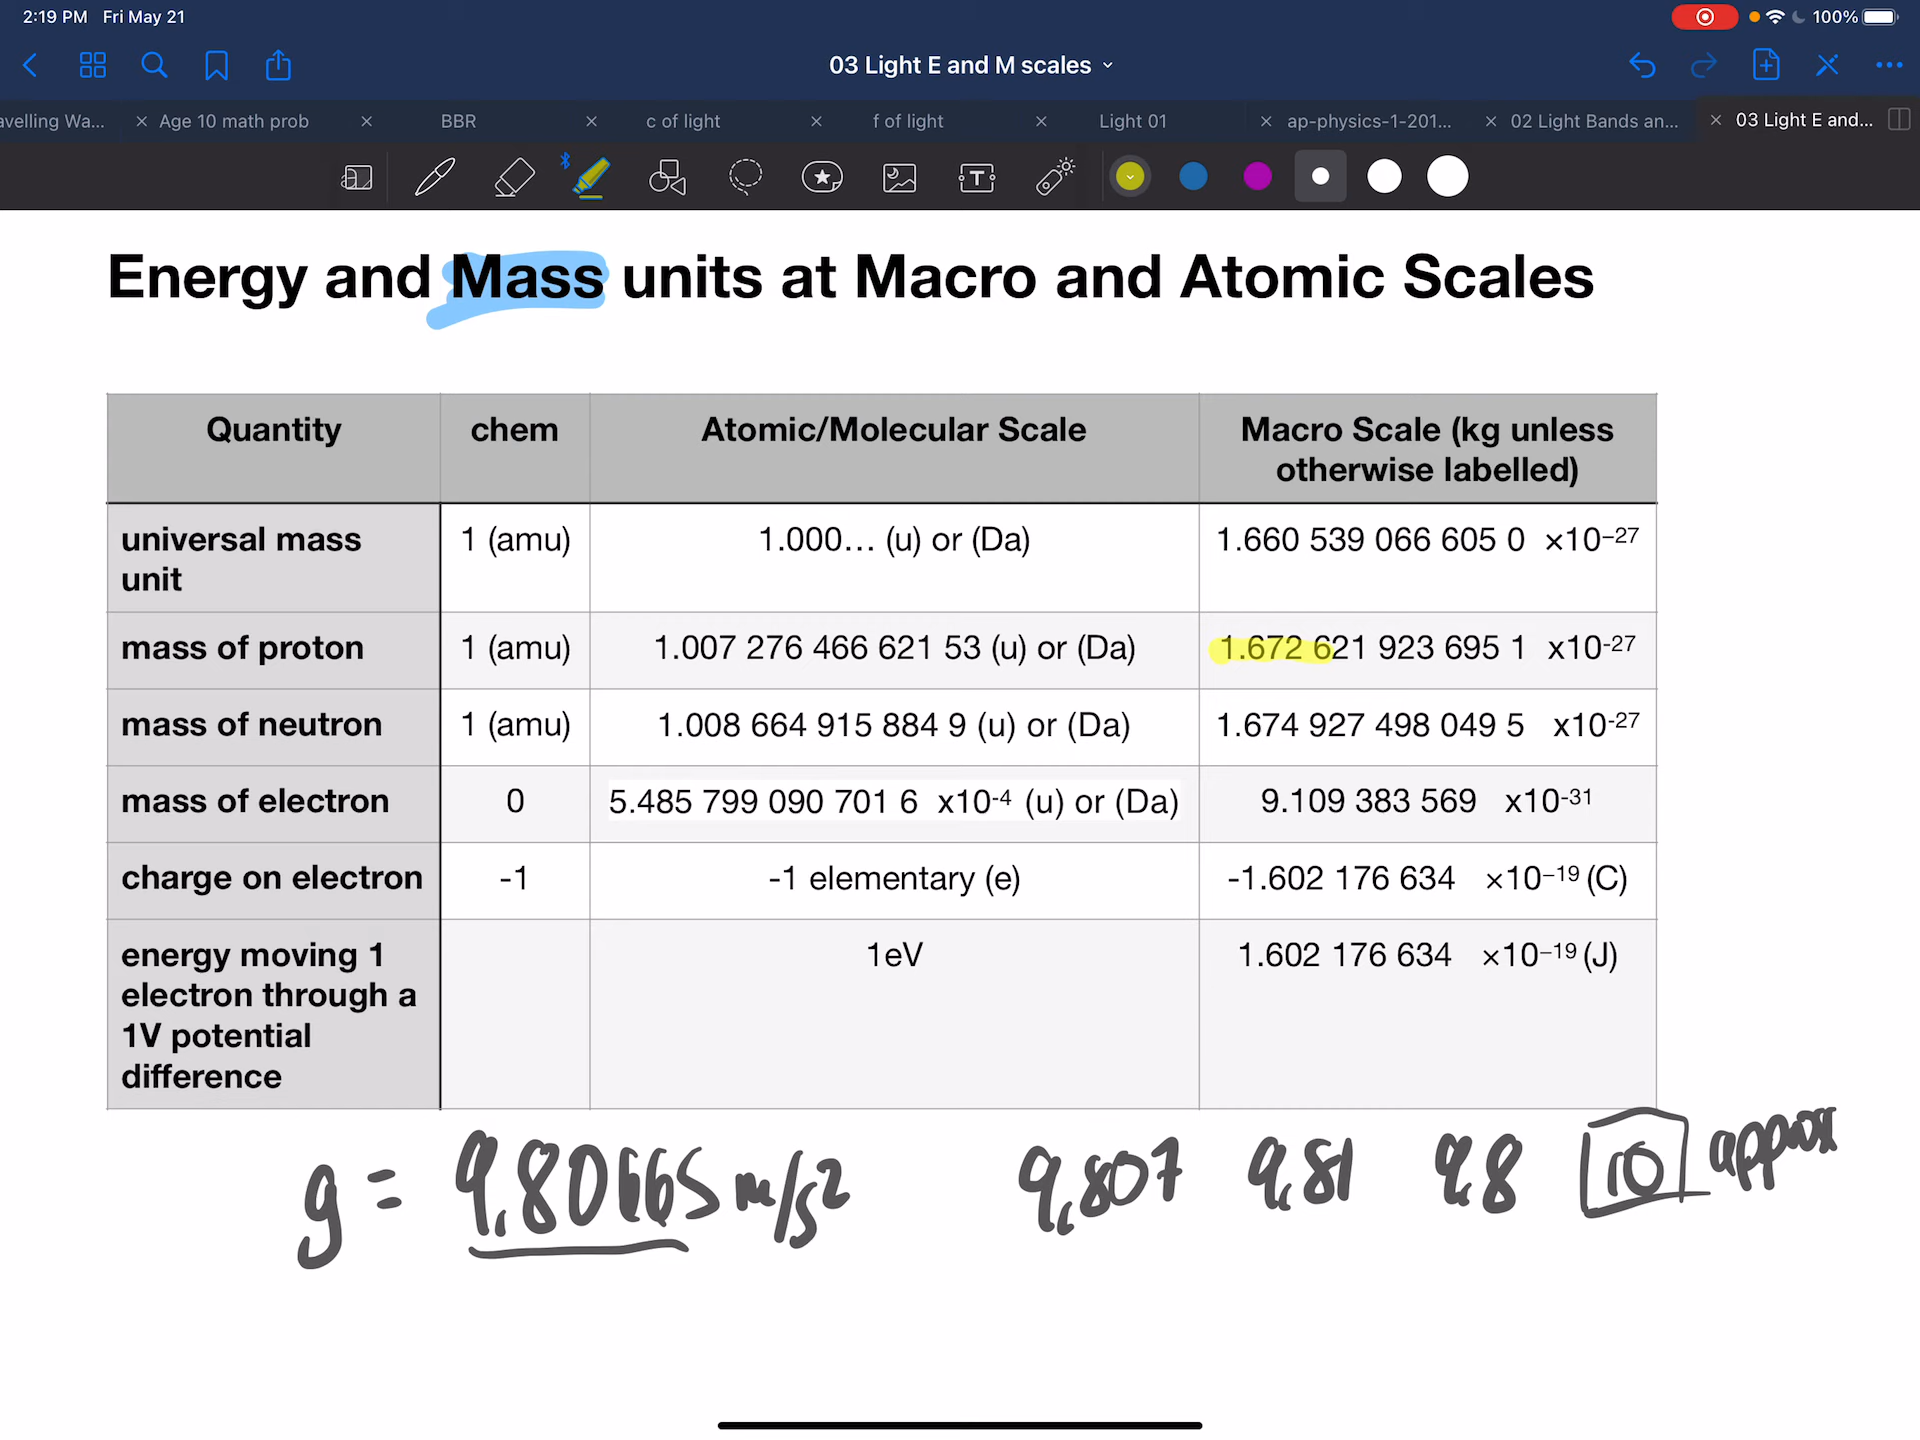 2:19 PM Fri May 21 100%
03 Light E and M scales
avelling Wa... × Age 10 math prob × BBR × c of light × f of light × Light 01 × ap-physics-1-201... × 02 Light Bands an... × 03 Light E and...
Energy and Mass units at Macro and Atomic Scales
Quantity chem Atomic/Molecular Scale Macro Scale (kg unless
otherwise labelled)
universal mass 1 (amu) 1.000... (u) or (Da) 1.660 539 066 605 0 ×10⁻²⁷
unit
mass of proton 1 (amu) 1.007 276 466 621 53 (u) or (Da) 1.672 621 923 695 1 x10⁻²⁷
mass of neutron 1 (amu) 1.008 664 915 884 9 (u) or (Da) 1.674 927 498 049 5 x10⁻²⁷
mass of electron 0 5.485 799 090 701 6 x10⁻⁴ (u) or (Da) 9.109 383 569 x10⁻³¹
charge on electron -1 -1 elementary (e) -1.602 176 634 ×10⁻¹⁹ (C)
energy moving 1 1eV 1.602 176 634 ×10⁻¹⁹ (J)
electron through a
1V potential
difference
g = 9.80665 m/s² 9.807 9.81 9.8 10 approx